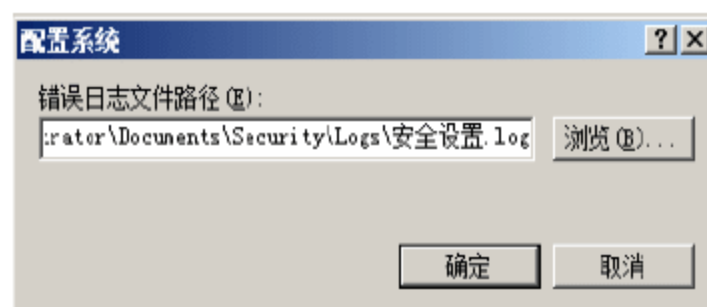 配置系统
错误日志文件路径(E):
rator\Documents\Security\Logs\安全设置.log
浏览(B)...
确定
取消